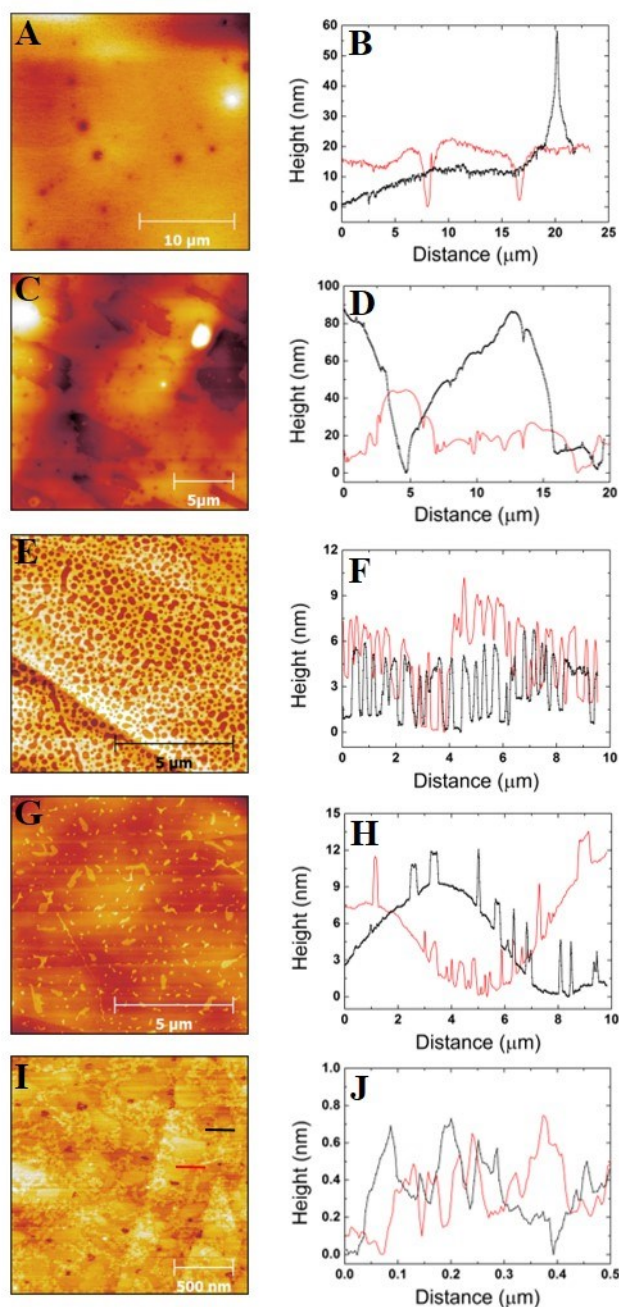 A
10 µm
B
Height (nm)
60
50
40
30
20
10
0
0 5 10 15 20 25
Distance (µm)
C
5µm
D
Height (nm)
100
80
60
40
20
0
0 5 10 15 20
Distance (µm)
E
5 µm
F
Height (nm)
12
9
6
3
0
0 2 4 6 8 10
Distance (µm)
G
5 µm
H
Height (nm)
15
12
9
6
3
0
0 2 4 6 8 10
Distance (µm)
I
500 nm
J
Height (nm)
1.0
0.8
0.6
0.4
0.2
0.0
0.0 0.1 0.2 0.3 0.4 0.5
Distance (µm)